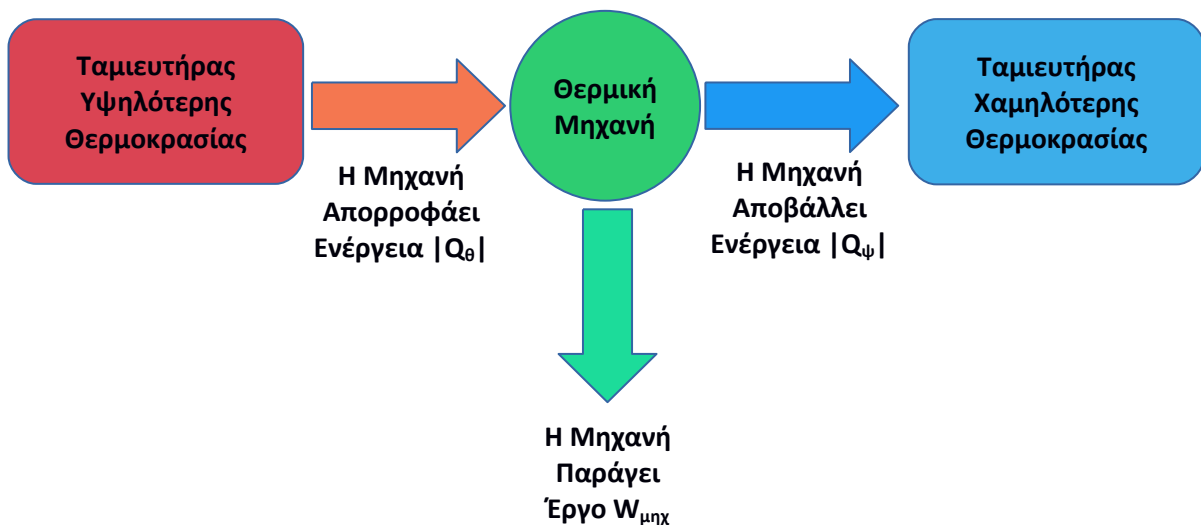 Ταμιευτήρας
Υψηλότερης
Θερμοκρασίας
Η Μηχανή
Απορροφάει
Ενέργεια |Qθ|
Θερμική
Μηχανή
Η Μηχανή
Αποβάλλει
Ενέργεια |Qψ|
Ταμιευτήρας
Χαμηλότερης
Θερμοκρασίας
Η Μηχανή
Παράγει
Έργο Wμηχ